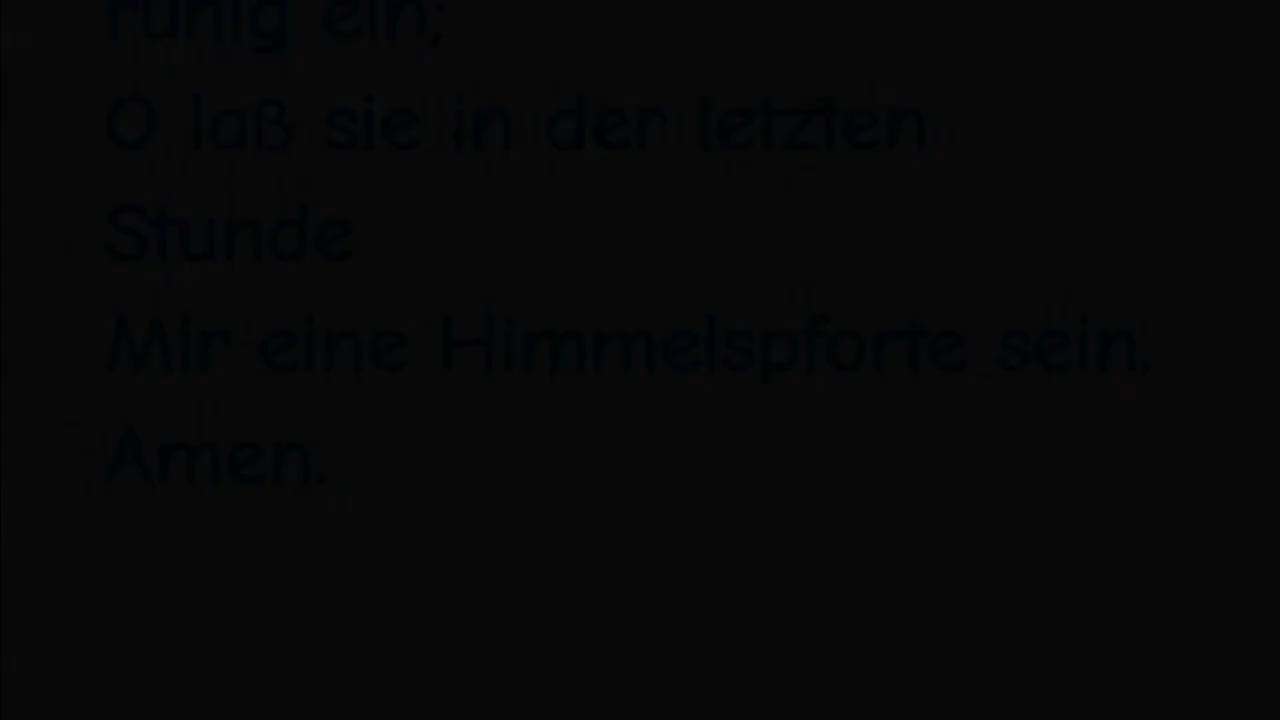 ruhig ein;
O laß sie in der letzten
Stunde
Mir eine Himmelspforte sein.
Amen.